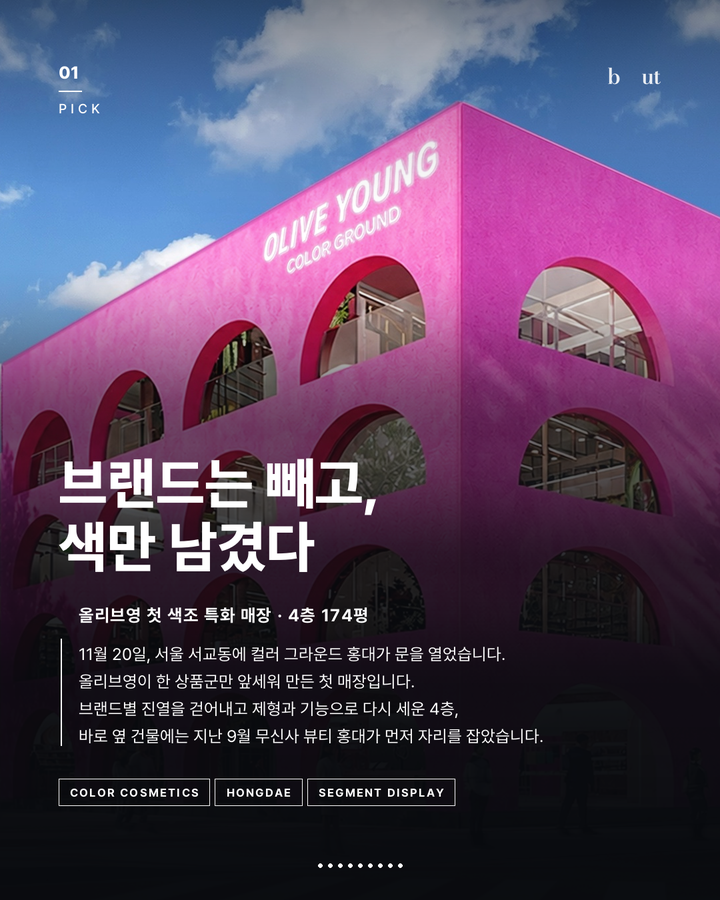 01
PICK
b ut
OLIVE YOUNG
COLOR GROUND
브랜드는 빼고,
색만 남겼다
올리브영 첫 색조 특화 매장 · 4층 174평
11월 20일, 서울 서교동에 컬러 그라운드 홍대가 문을 열었습니다.
올리브영이 한 상품군만 앞세워 만든 첫 매장입니다.
브랜드별 진열을 걷어내고 제형과 기능으로 다시 세운 4층,
바로 옆 건물에는 지난 9월 무신사 뷰티 홍대가 먼저 자리를 잡았습니다.
COLOR COSMETICS
HONGDAE
SEGMENT DISPLAY